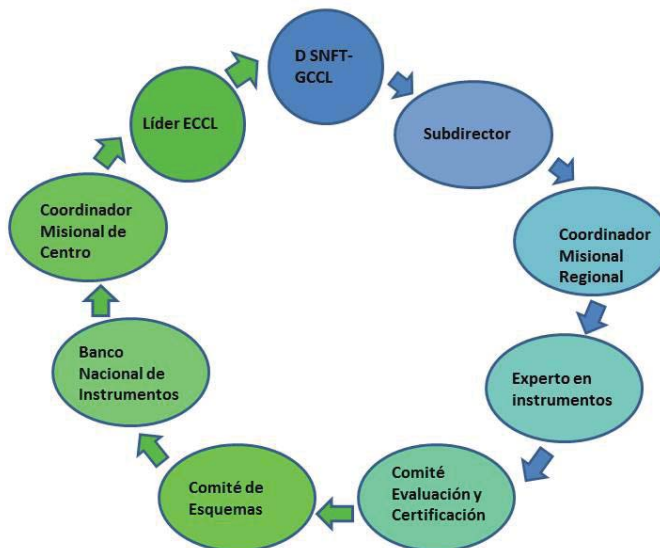 D SNFT-
GCCL
Subdirector
Coordinador
Misional
Regional
Experto en
instrumentos
Comité
Evaluación y
Certificación
Comité de
Esquemas
Banco
Nacional de
Instrumentos
Coordinador
Misional de
Centro
Líder ECCL